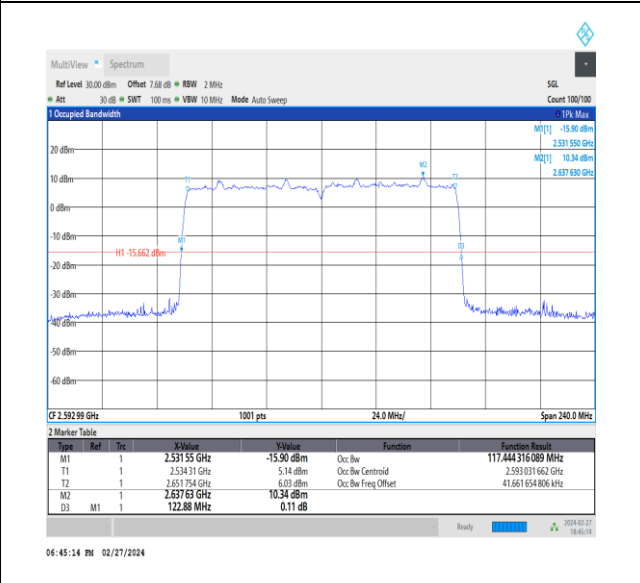 MultiView Spectrum
Ref Level 30.00 dBm Offset 7.68 dB RBW 2 MHz SGL
Att 30 dB SWT 100 ms VBW 10 MHz Mode Auto Sweep Count 100/100
1 Occupied Bandwidth 1Pk Max
M1[1] -15.90 dBm
2.531 550 GHz
20 dBm M2[1] 10.34 dBm
2.637 630 GHz
M2
10 dBm T1
0 dBm
-10 dBm
M1 D3
H1 -15.662 dBm
-20 dBm
-30 dBm
-40 dBm
-50 dBm
-60 dBm
CF 2.592 99 GHz 1001 pts 24.0 MHz/ Span 240.0 MHz
2 Marker Table
Type Ref Trc X-Value Y-Value Function Function Result
M1 1 2.531 55 GHz -15.90 dBm Occ Bw 117.444 316 089 MHz
T1 1 2.534 31 GHz 5.14 dBm Occ Bw Centroid 2.593 031 662 GHz
T2 1 2.651 754 GHz 6.03 dBm Occ Bw Freq Offset 41.661 654 806 kHz
M2 1 2.637 63 GHz 10.34 dBm
D3 M1 1 122.88 MHz 0.11 dB
Ready 2024-02-27
18:45:14
06:45:14 PM 02/27/2024